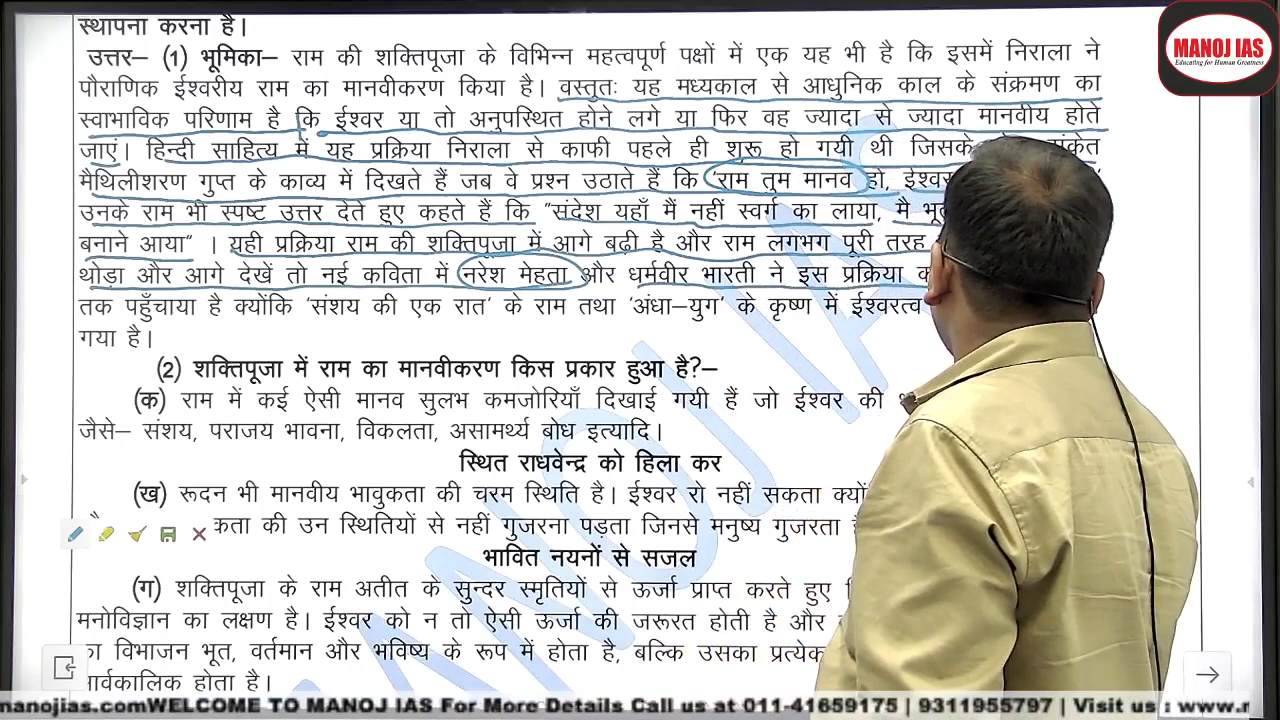 स्थापना करना है।
उत्तर– (1) भूमिका– राम की शक्तिपूजा के विभिन्न महत्वपूर्ण पक्षों में एक यह भी है कि इसमें निराला ने
पौराणिक ईश्वरीय राम का मानवीकरण किया है। वस्तुतः यह मध्यकाल से आधुनिक काल के संक्रमण का
स्वाभाविक परिणाम है कि ईश्वर या तो अनुपस्थित होने लगे या फिर वह ज्यादा से ज्यादा मानवीय होते
जाएं। हिन्दी साहित्य में यह प्रक्रिया निराला से काफी पहले ही शुरू हो गयी थी जिसके संकेत
मैथिलीशरण गुप्त के काव्य में दिखते हैं जब वे प्रश्न उठाते हैं कि 'राम तुम मानव हो, ईश्वर
उनके राम भी स्पष्ट उत्तर देते हुए कहते हैं कि "संदेश यहाँ मैं नहीं स्वर्ग का लाया, मै
बनाने आया" । यही प्रक्रिया राम की शक्तिपूजा में आगे बढ़ी है और राम लगभग पूरी तरह
थोड़ा और आगे देखें तो नई कविता में नरेश मेहता और धर्मवीर भारती ने इस प्रक्रिया
तक पहुँचाया है क्योंकि 'संशय की एक रात' के राम तथा 'अंधा–युग' के कृष्ण में ईश्वरत्व
गया है।
(2) शक्तिपूजा में राम का मानवीकरण किस प्रकार हुआ है?–
(क) राम में कई ऐसी मानव सुलभ कमजोरियाँ दिखाई गयी हैं जो ईश्वर की
जैसे– संशय, पराजय भावना, विकलता, असामर्थ्य बोध इत्यादि।
स्थित राधवेन्द्र को हिला कर
(ख) रूदन भी मानवीय भावुकता की चरम स्थिति है। ईश्वर रो नहीं सकता
की उन स्थितियों से नहीं गुजरना पड़ता जिनसे मनुष्य गुजरता
भावित नयनों से सजल
(ग) शक्तिपूजा के राम अतीत के सुन्दर स्मृतियों से ऊर्जा प्राप्त करते हुए
मनोविज्ञान का लक्षण है। ईश्वर को न तो ऐसी ऊर्जा की जरूरत होती है और
का विभाजन भूत, वर्तमान और भविष्य के रूप में होता है, बल्कि उसका प्रत्येक
होता है।
MANOJ IAS
MANOJ IAS
Educating for Human Greatness
manojias.comWELCOME TO MANOJ IAS For More Details Call us at 011-41659175 | 9311955797 | Visit us : www.